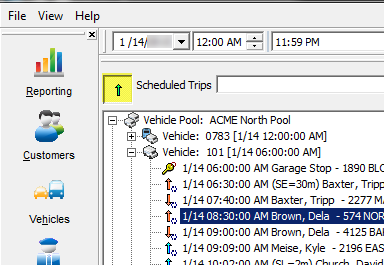 File View Help
1 /14/ 12:00 AM 11:59 PM
Scheduled Trips
Reporting
Customers
Vehicles
Vehicle Pool: ACME North Pool
Vehicle: 0783 [1/14 12:00:00 AM]
Vehicle: 101 [1/14 06:00:00 AM]
1/14 06:00:00 AM Garage Stop - 1890 BLO
1/14 06:30:00 AM (SE=30m) Baxter, Tripp
1/14 07:40:00 AM Baxter, Tripp - 2277 MA
1/14 08:30:00 AM Brown, Dela - 574 NOR
1/14 09:00:00 AM Brown, Dela - 4125 BA
1/14 09:09:00 AM Meise, Kyle - 2196 EAS
1/14 10:02:00 AM (SL=2m) Church, David